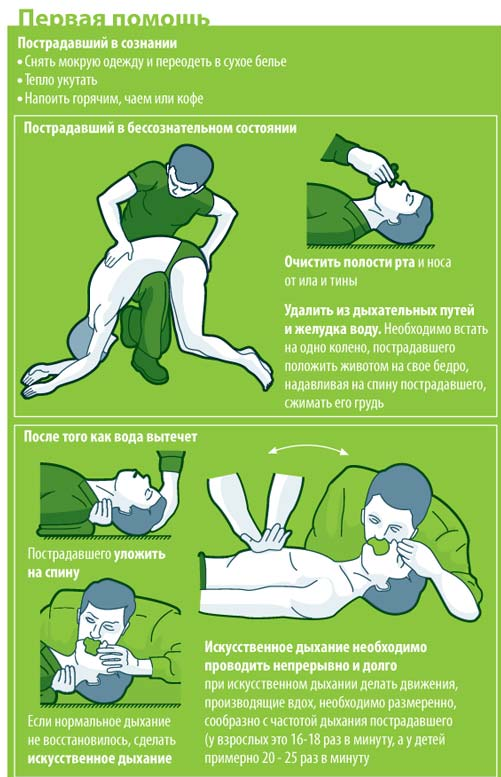 Первая помощь
Пострадавший в сознании
• Снять мокрую одежду и переодеть в сухое белье
• Тепло укутать
• Напоить горячим, чаем или кофе
Пострадавший в бессознательном состоянии
Очистить полости рта и носа
от ила и тины
Удалить из дыхательных путей
и желудка воду. Необходимо встать
на одно колено, пострадавшего
положить животом на свое бедро,
надавливая на спину пострадавшего,
сжимать его грудь
После того как вода вытечет
Пострадавшего уложить
на спину
Если нормальное дыхание
не восстановилось, сделать
искусственное дыхание
Искусственное дыхание необходимо
проводить непрерывно и долго
при искусственном дыхании делать движения,
производящие вдох, необходимо размеренно,
сообразно с частотой дыхания пострадавшего
(у взрослых это 16-18 раз в минуту, а у детей
примерно 20 - 25 раз в минуту